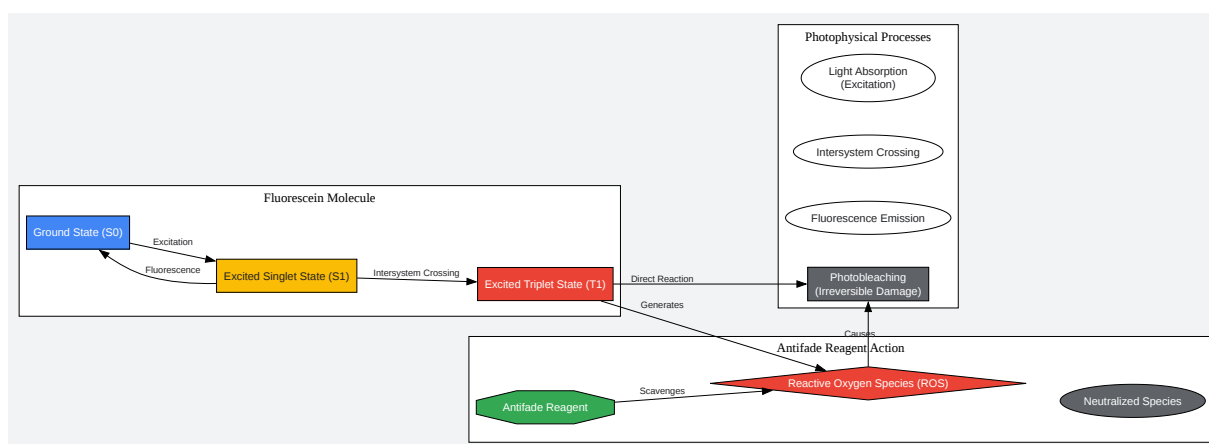 Photophysical Processes
Light Absorption
(Excitation)
Intersystem Crossing
Fluorescence Emission
Photobleaching
(Irreversible Damage)
Fluorescein Molecule
Ground State (S0)
Excitation
Fluorescence
Excited Singlet State (S1)
Intersystem Crossing
Excited Triplet State (T1)
Direct Reaction
Generates
Causes
Antifade Reagent Action
Reactive Oxygen Species (ROS)
Scavenges
Antifade Reagent
Neutralized Species